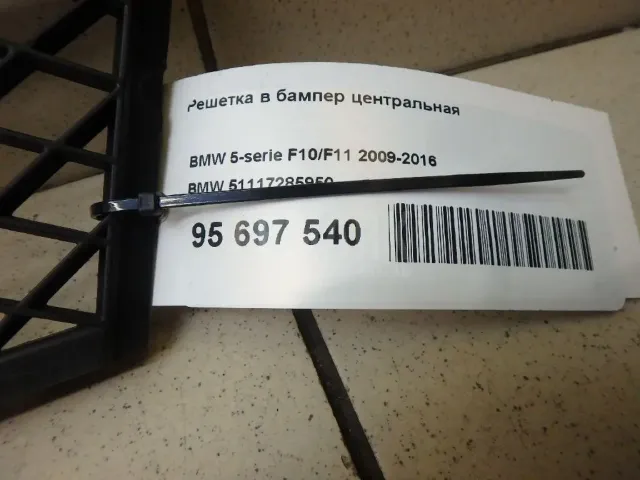 Решетка в бампер центральная
BMW 5-serie F10/F11 2009-2016
BMW 51117285950
95 697 540